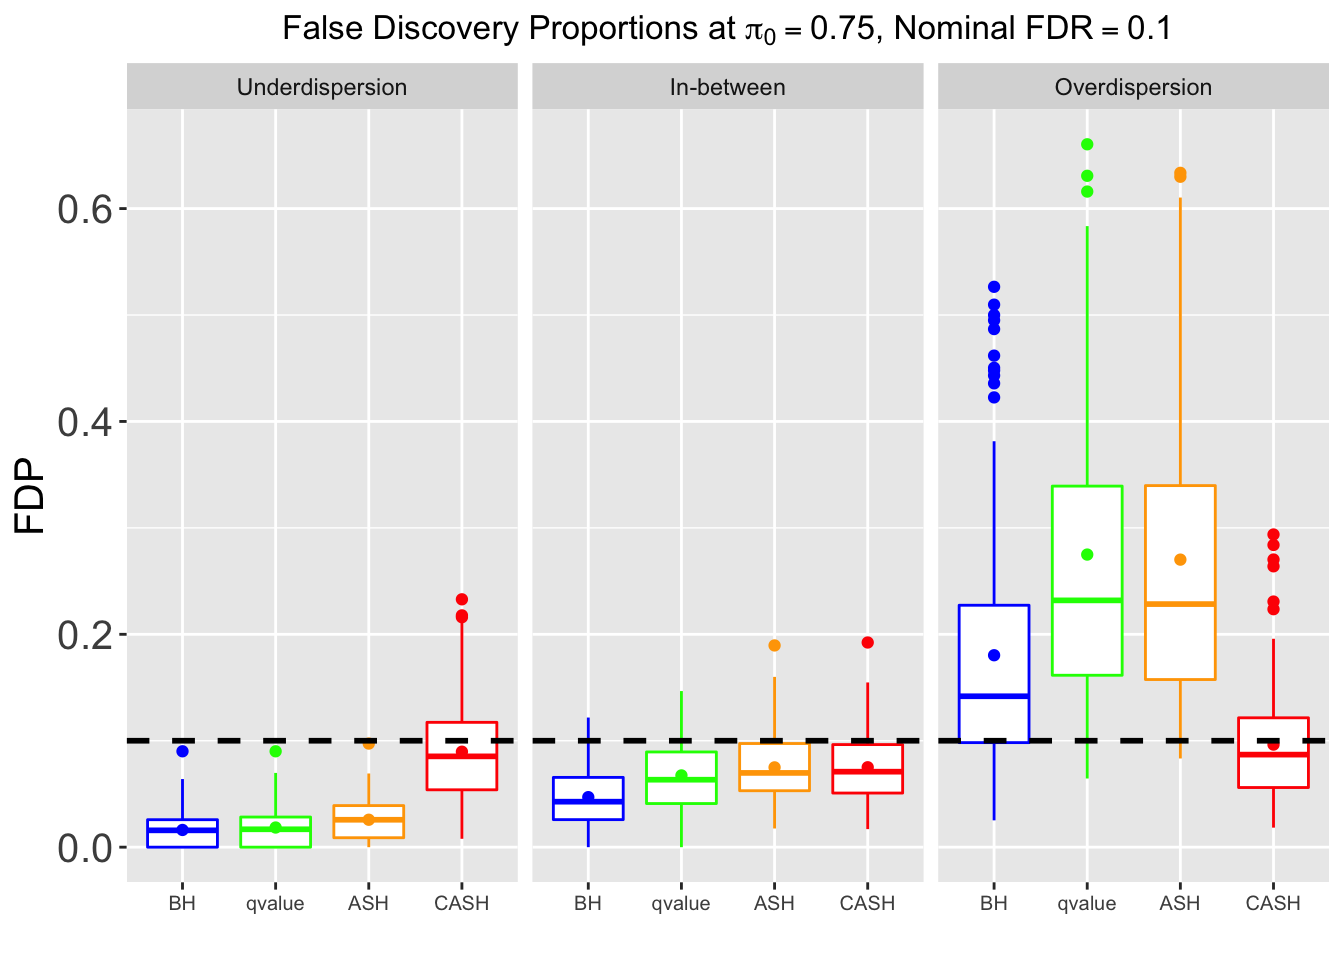 False Discovery Proportions at π₀ = 0.75, Nominal FDR = 0.1
Underdispersion In-between Overdispersion
FDP
0.6
0.4
0.2
0.0
BH qvalue ASH CASH BH qvalue ASH CASH BH qvalue ASH CASH